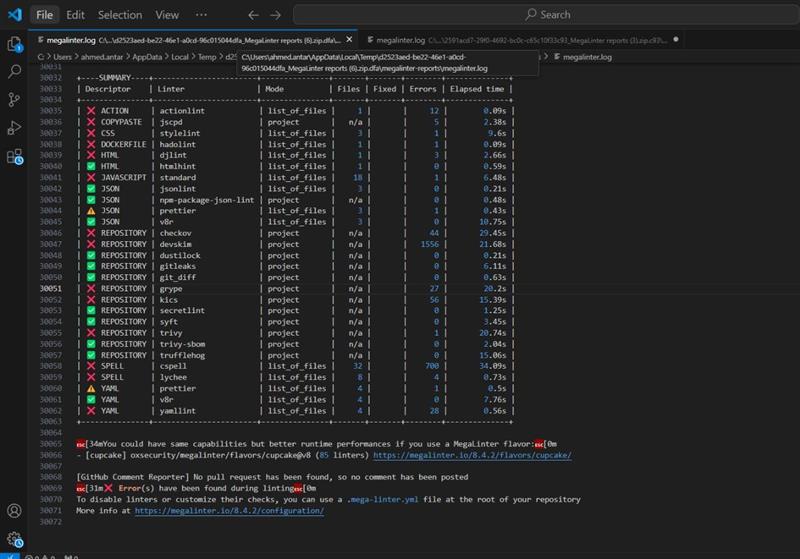 File Edit Selection View ··· Search
megalinter.log C:\...\d2523aed-be22-46e1-a0cd-96c015044dfa_MegaLinter reports (6).zip.dfa\... megalinter.log C:\...\2591acd7-29f0-4692-bc0c-c65c10f33c93_MegaLinter reports (3).zip.c93\...
C: > Users > ahmed.antar > AppData > Local > Temp > megalinter.log
C:\Users\ahmed.antar\AppData\Local\Temp\d2523aed-be22-46e1-a0cd-
96c015044dfa_MegaLinter reports (6).zip.dfa\megalinter-reports\megalinter.log
30031
30032 +----SUMMARY----+-----------------------+---------------+-------+-------+--------+--------------+
30033 | Descriptor | Linter | Mode | Files | Fixed | Errors | Elapsed time |
30034 +---------------+-----------------------+---------------+-------+-------+--------+--------------+
30035 | ❌ ACTION | actionlint | list_of_files | 1 | | 12 | 0.09s |
30036 | ❌ COPYPASTE | jscpd | project | n/a | | 5 | 2.38s |
30037 | ❌ CSS | stylelint | list_of_files | 3 | | 1 | 9.6s |
30038 | ❌ DOCKERFILE | hadolint | list_of_files | 1 | | 1 | 0.09s |
30039 | ❌ HTML | djlint | list_of_files | 1 | | 3 | 2.66s |
30040 | ✅ HTML | htmlhint | list_of_files | 1 | | 0 | 0.59s |
30041 | ❌ JAVASCRIPT | standard | list_of_files | 18 | | 1 | 6.48s |
30042 | ✅ JSON | jsonlint | list_of_files | 3 | | 0 | 0.21s |
30043 | ✅ JSON | npm-package-json-lint | project | n/a | | 0 | 0.48s |
30044 | ⚠️ JSON | prettier | list_of_files | 3 | | 1 | 0.43s |
30045 | ✅ JSON | v8r | list_of_files | 3 | | 0 | 10.75s |
30046 | ❌ REPOSITORY | checkov | project | n/a | | 44 | 29.45s |
30047 | ❌ REPOSITORY | devskim | project | n/a | | 1556 | 21.68s |
30048 | ✅ REPOSITORY | dustilock | project | n/a | | 0 | 0.21s |
30049 | ✅ REPOSITORY | gitleaks | project | n/a | | 0 | 6.11s |
30050 | ✅ REPOSITORY | git_diff | project | n/a | | 0 | 0.63s |
30051 | ❌ REPOSITORY | grype | project | n/a | | 27 | 20.2s |
30052 | ❌ REPOSITORY | kics | project | n/a | | 56 | 15.39s |
30053 | ✅ REPOSITORY | secretlint | project | n/a | | 0 | 1.25s |
30054 | ✅ REPOSITORY | syft | project | n/a | | 0 | 3.45s |
30055 | ❌ REPOSITORY | trivy | project | n/a | | 1 | 20.74s |
30056 | ✅ REPOSITORY | trivy-sbom | project | n/a | | 0 | 2.04s |
30057 | ✅ REPOSITORY | trufflehog | project | n/a | | 0 | 15.06s |
30058 | ❌ SPELL | cspell | list_of_files | 32 | | 700 | 34.09s |
30059 | ❌ SPELL | lychee | list_of_files | 8 | | 4 | 0.73s |
30060 | ⚠️ YAML | prettier | list_of_files | 4 | | 1 | 0.5s |
30061 | ✅ YAML | v8r | list_of_files | 4 | | 0 | 7.76s |
30062 | ❌ YAML | yamllint | list_of_files | 4 | | 28 | 0.56s |
30063 +---------------+-----------------------+---------------+-------+-------+--------+--------------+
30064
30065 ESC[34mYou could have same capabilities but better runtime performances if you use a MegaLinter flavor:ESC[0m
30066 - [cupcake] oxsecurity/megalinter/flavors/cupcake@v8 (85 linters) https://megalinter.io/8.4.2/flavors/cupcake/
30067
30068 [GitHub Comment Reporter] No pull request has been found, so no comment has been posted
30069 ESC[31m❌ Error(s) have been found during lintingESC[0m
30070 To disable linters or customize their checks, you can use a .mega-linter.yml file at the root of your repository
30071 More info at https://megalinter.io/8.4.2/configuration/
30072